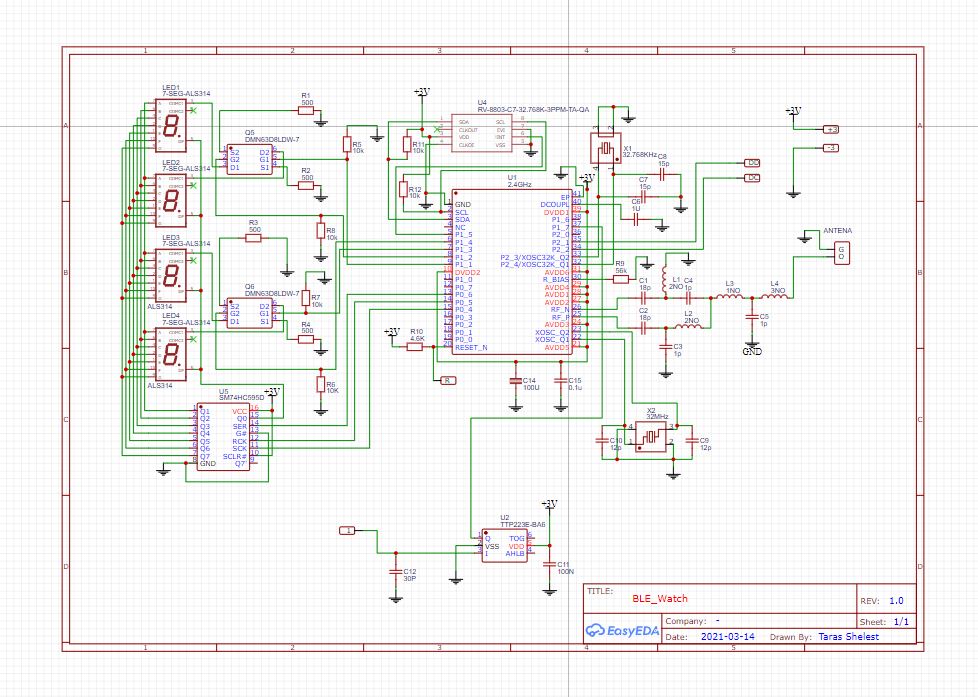 1 2 3 4 5
A
B
C
D
LED1
7-SEG-ALS314
LED2
7-SEG-ALS314
LED3
7-SEG-ALS314
ALS314
LED4
7-SEG-ALS314
ALS314
Q5
DMN63D8LDW-7
S2 D2
G2 G1
D1 S1
Q6
DMN63D8LDW-7
S2 D2
G2 G1
D1 S1
R1
500
R2
500
R3
500
R4
500
R5
10k
R8
10k
R7
10k
R6
10K
R11
10k
R12
10k
R10
4.6K
R9
56k
+3V
U4
RV-8803-C7-32.768K-3PPM-TA-QA
SDA SCL
CLKOUT EVI
VDD INT
CLKOE VSS
U1
2.4GHz
GND
SCL
SDA
NC
P1_5
P1_4
P1_3
P1_2
P1_1
DVDD2
P1_0
P0_7
P0_6
P0_5
P0_4
P0_3
P0_2
P0_1
P0_0
RESET_N
EP
DCOUPL
DVDD1
P1_6
P1_7
P2_0
P2_1
P2_2
P2_3/XOSC32K_Q2
P2_4/XOSC32K_Q1
AVDD6
R_BIAS
AVDD4
AVDD1
AVDD2
RF_N
RF_P
AVDD3
XOSC_Q2
XOSC_Q1
AVDD5
+3V
X1
32.768KHz
C8
15p
C7
15p
C6
1U
+3V
+3
-3
DD
DC
ANTENA
G
O
C1
18p
L1
2NO
C4
1p
L3
1NO
L4
3NO
C2
18p
L2
2NO
C3
1p
C5
1p
GND
+3V
R
C14
100U
C15
0.1u
X2
32MHz
C10
12p
C9
12p
U5
SM74HC595D
+3V
Q1 VCC
Q2 Q0
Q3 SER
Q4 G#
Q5 RCK
Q6 SCK
Q7 SCLR#
GND Q7'
1
C12
30P
U2
TTP223E-BA6
Q TOG
VSS VDD
I AHLB
+3V
C11
100N
TITLE:
BLE_Watch
REV: 1.0
EasyEDA
Company: -
Sheet: 1/1
Date: 2021-03-14 Drawn By: Taras Shelest